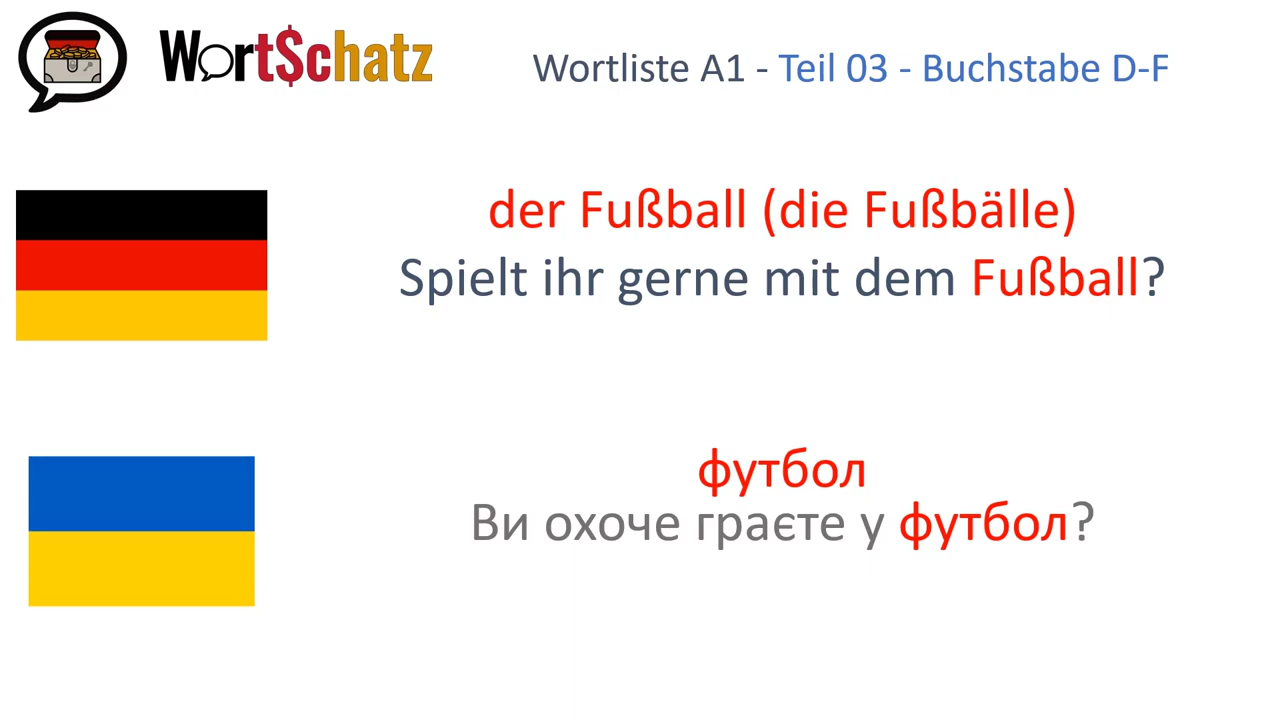 Wort$chatz
Wortliste A1 - Teil 03 - Buchstabe D-F
der Fußball (die Fußbälle)
Spielt ihr gerne mit dem Fußball?
футбол
Ви охоче граєте у футбол?